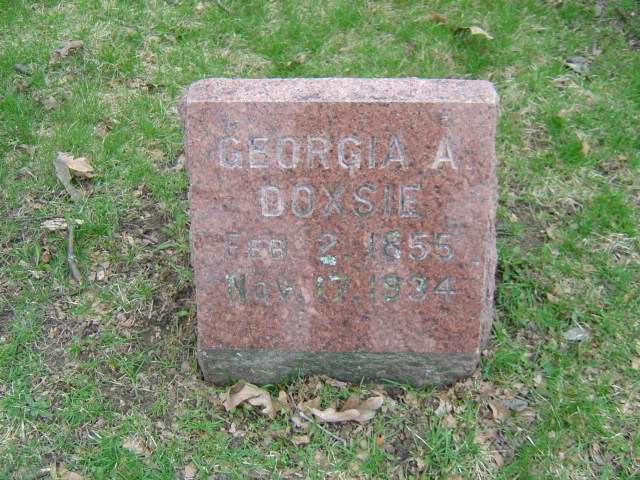 GEORGIA A.
DOXSIE
FEB. 2, 1855
NOV. 17, 1934